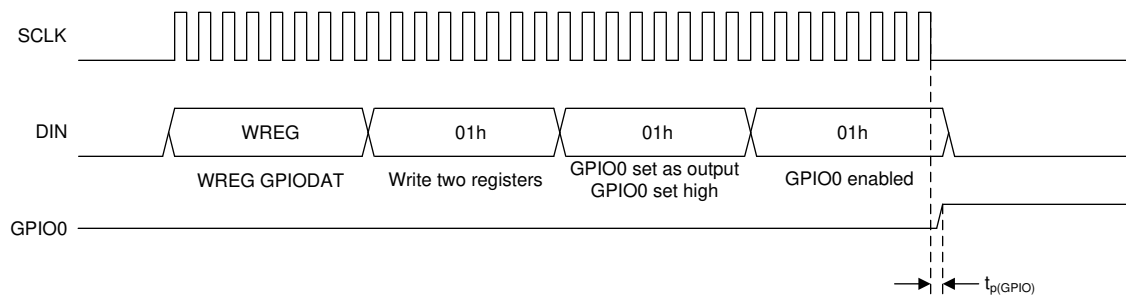 SCLK
DIN
WREG
01h
01h
01h
WREG GPIODAT
Write two registers
GPIO0 set as output
GPIO0 set high
GPIO0 enabled
GPIO0
tp(GPIO)